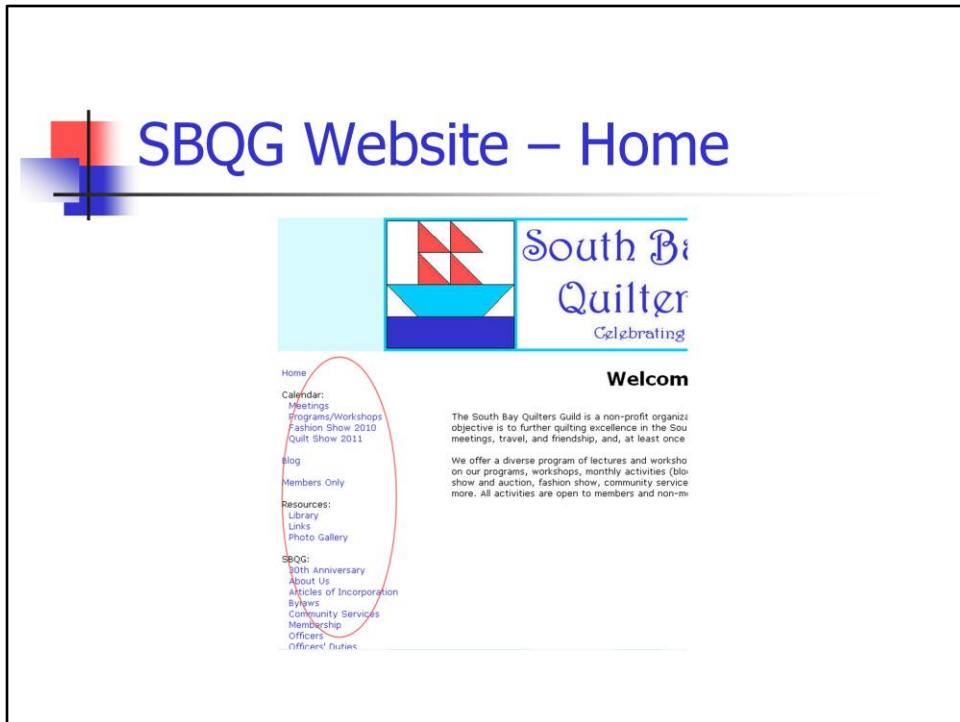 SBQG Website – Home
South Ba
Quilter
Celebrating
Home
Calendar:
Meetings
Programs/Workshops
Fashion Show 2010
Quilt Show 2011
Blog
Members Only
Resources:
Library
Links
Photo Gallery
SBQG:
30th Anniversary
About Us
Articles of Incorporation
Bylaws
Community Services
Membership
Officers
Officers' Duties
Welcom
The South Bay Quilters Guild is a non-profit organiza
objective is to further quilting excellence in the Sou
meetings, travel, and friendship, and, at least once
We offer a diverse program of lectures and worksho
on our programs, workshops, monthly activities (blo
show and auction, fashion show, community service
more. All activities are open to members and non-m